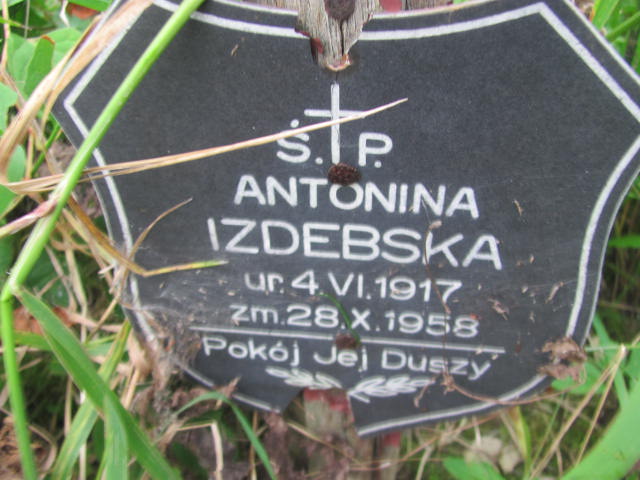 Ś. P.
ANTONINA
IZDEBSKA
ur. 4.VI.1917
zm. 28.X.1958
Pokój Jej Duszy